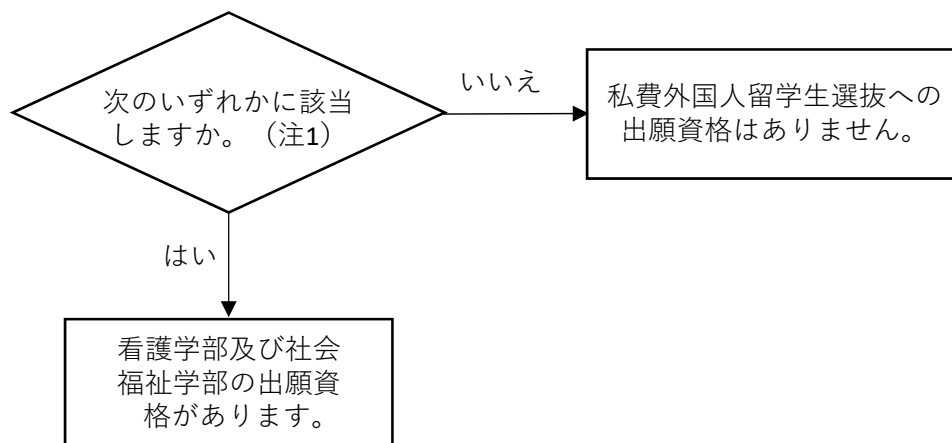 次のいずれかに該当
しますか。（注1）
いいえ
私費外国人留学生選抜への
出願資格はありません。
はい
看護学部及び社会
福祉学部の出願資
格があります。